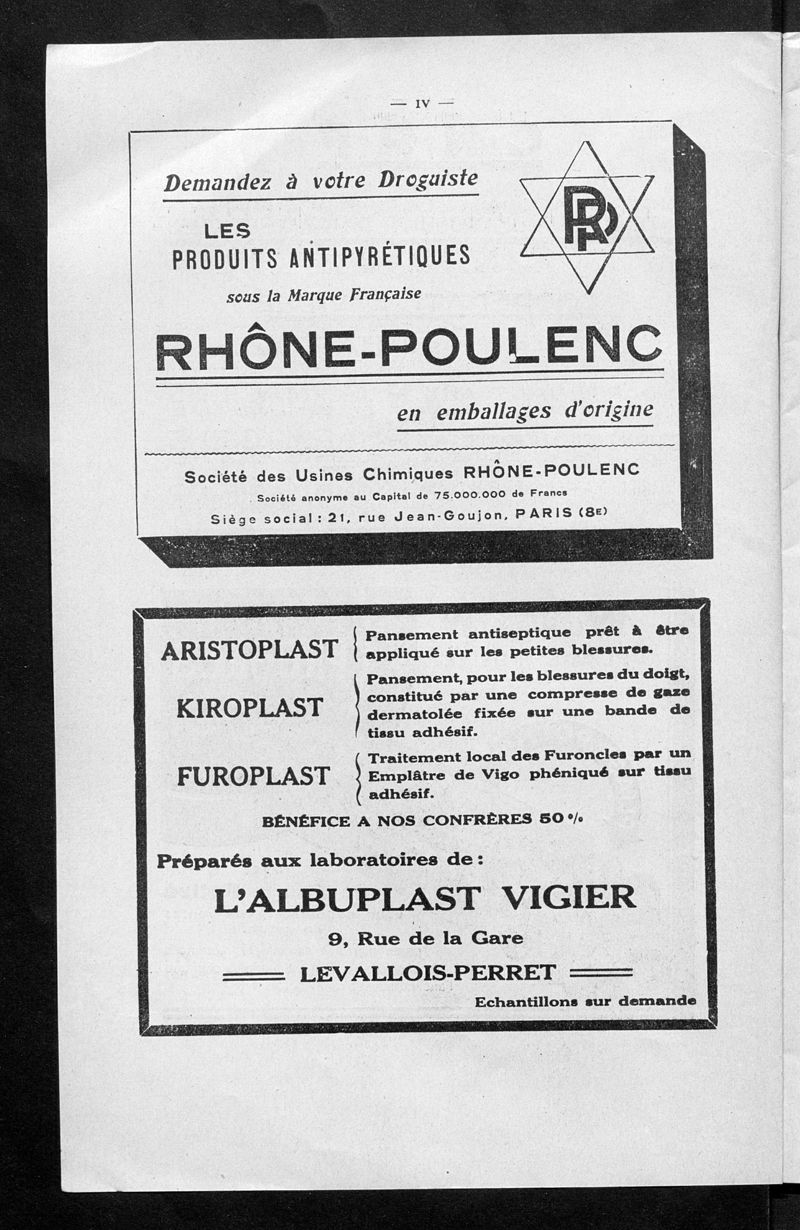 — IV —
Demandez à votre Droguiste
LES
PRODUITS ANTIPYRÉTIQUES
sous la Marque Française
RHÔNE-POULENC
en emballages d'origine
Société des Usines Chimiques RHÔNE-POULENC
Société anonyme au Capital de 75.000.000 de Francs
Siège social : 21, rue Jean-Goujon, PARIS (8E)
ARISTOPLAST
Pansement antiseptique prêt à être
appliqué sur les petites blessures.
KIROPLAST
Pansement, pour les blessures du doigt,
constitué par une compresse de gaze
dermatolée fixée sur une bande de
tissu adhésif.
FUROPLAST
Traitement local des Furoncles par un
Emplâtre de Vigo phéniqué sur tissu
adhésif.
BÉNÉFICE A NOS CONFRÈRES 50 %
Préparés aux laboratoires de :
L'ALBUPLAST VIGIER
9, Rue de la Gare
LEVALLOIS-PERRET
Echantillons sur demande